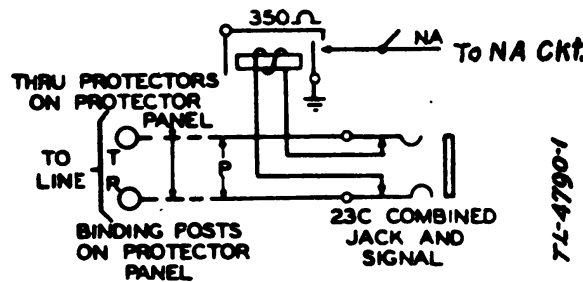 350Ω
NA
To NA Ckt.
THRU PROTECTORS
ON PROTECTOR
PANEL
TO
LINE
T
R
P
BINDING POSTS
ON PROTECTOR
PANEL
23C COMBINED
JACK AND
SIGNAL
TL-4790-1